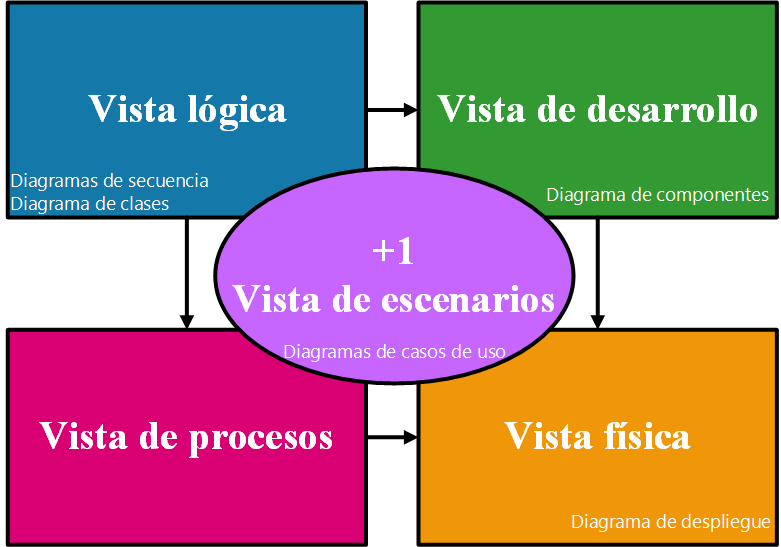 Vista lógica
Diagramas de secuencia
Diagrama de clases
Vista de desarrollo
Diagrama de componentes
+1
Vista de escenarios
Diagramas de casos de uso
Vista de procesos
Vista física
Diagrama de despliegue